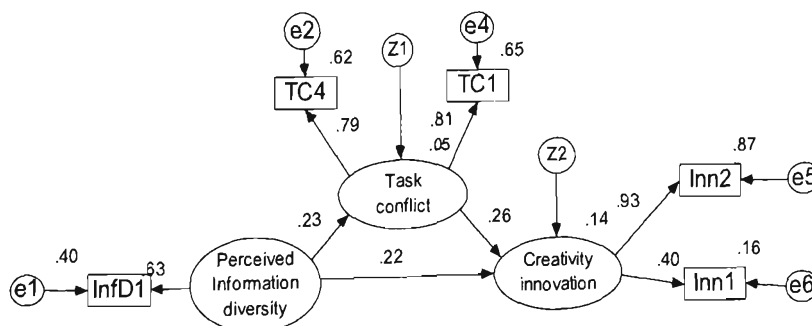 e2
e4
Z1
.62
.65
TC4
TC1
.79
.81
.05
Z2
.87
Task
conflict
Inn2
e5
.93
.23
.26
.14
.40
Perceived
Information
diversity
.22
Creativity
innovation
.40
.16
.63
e1
InfD1
Inn1
e6